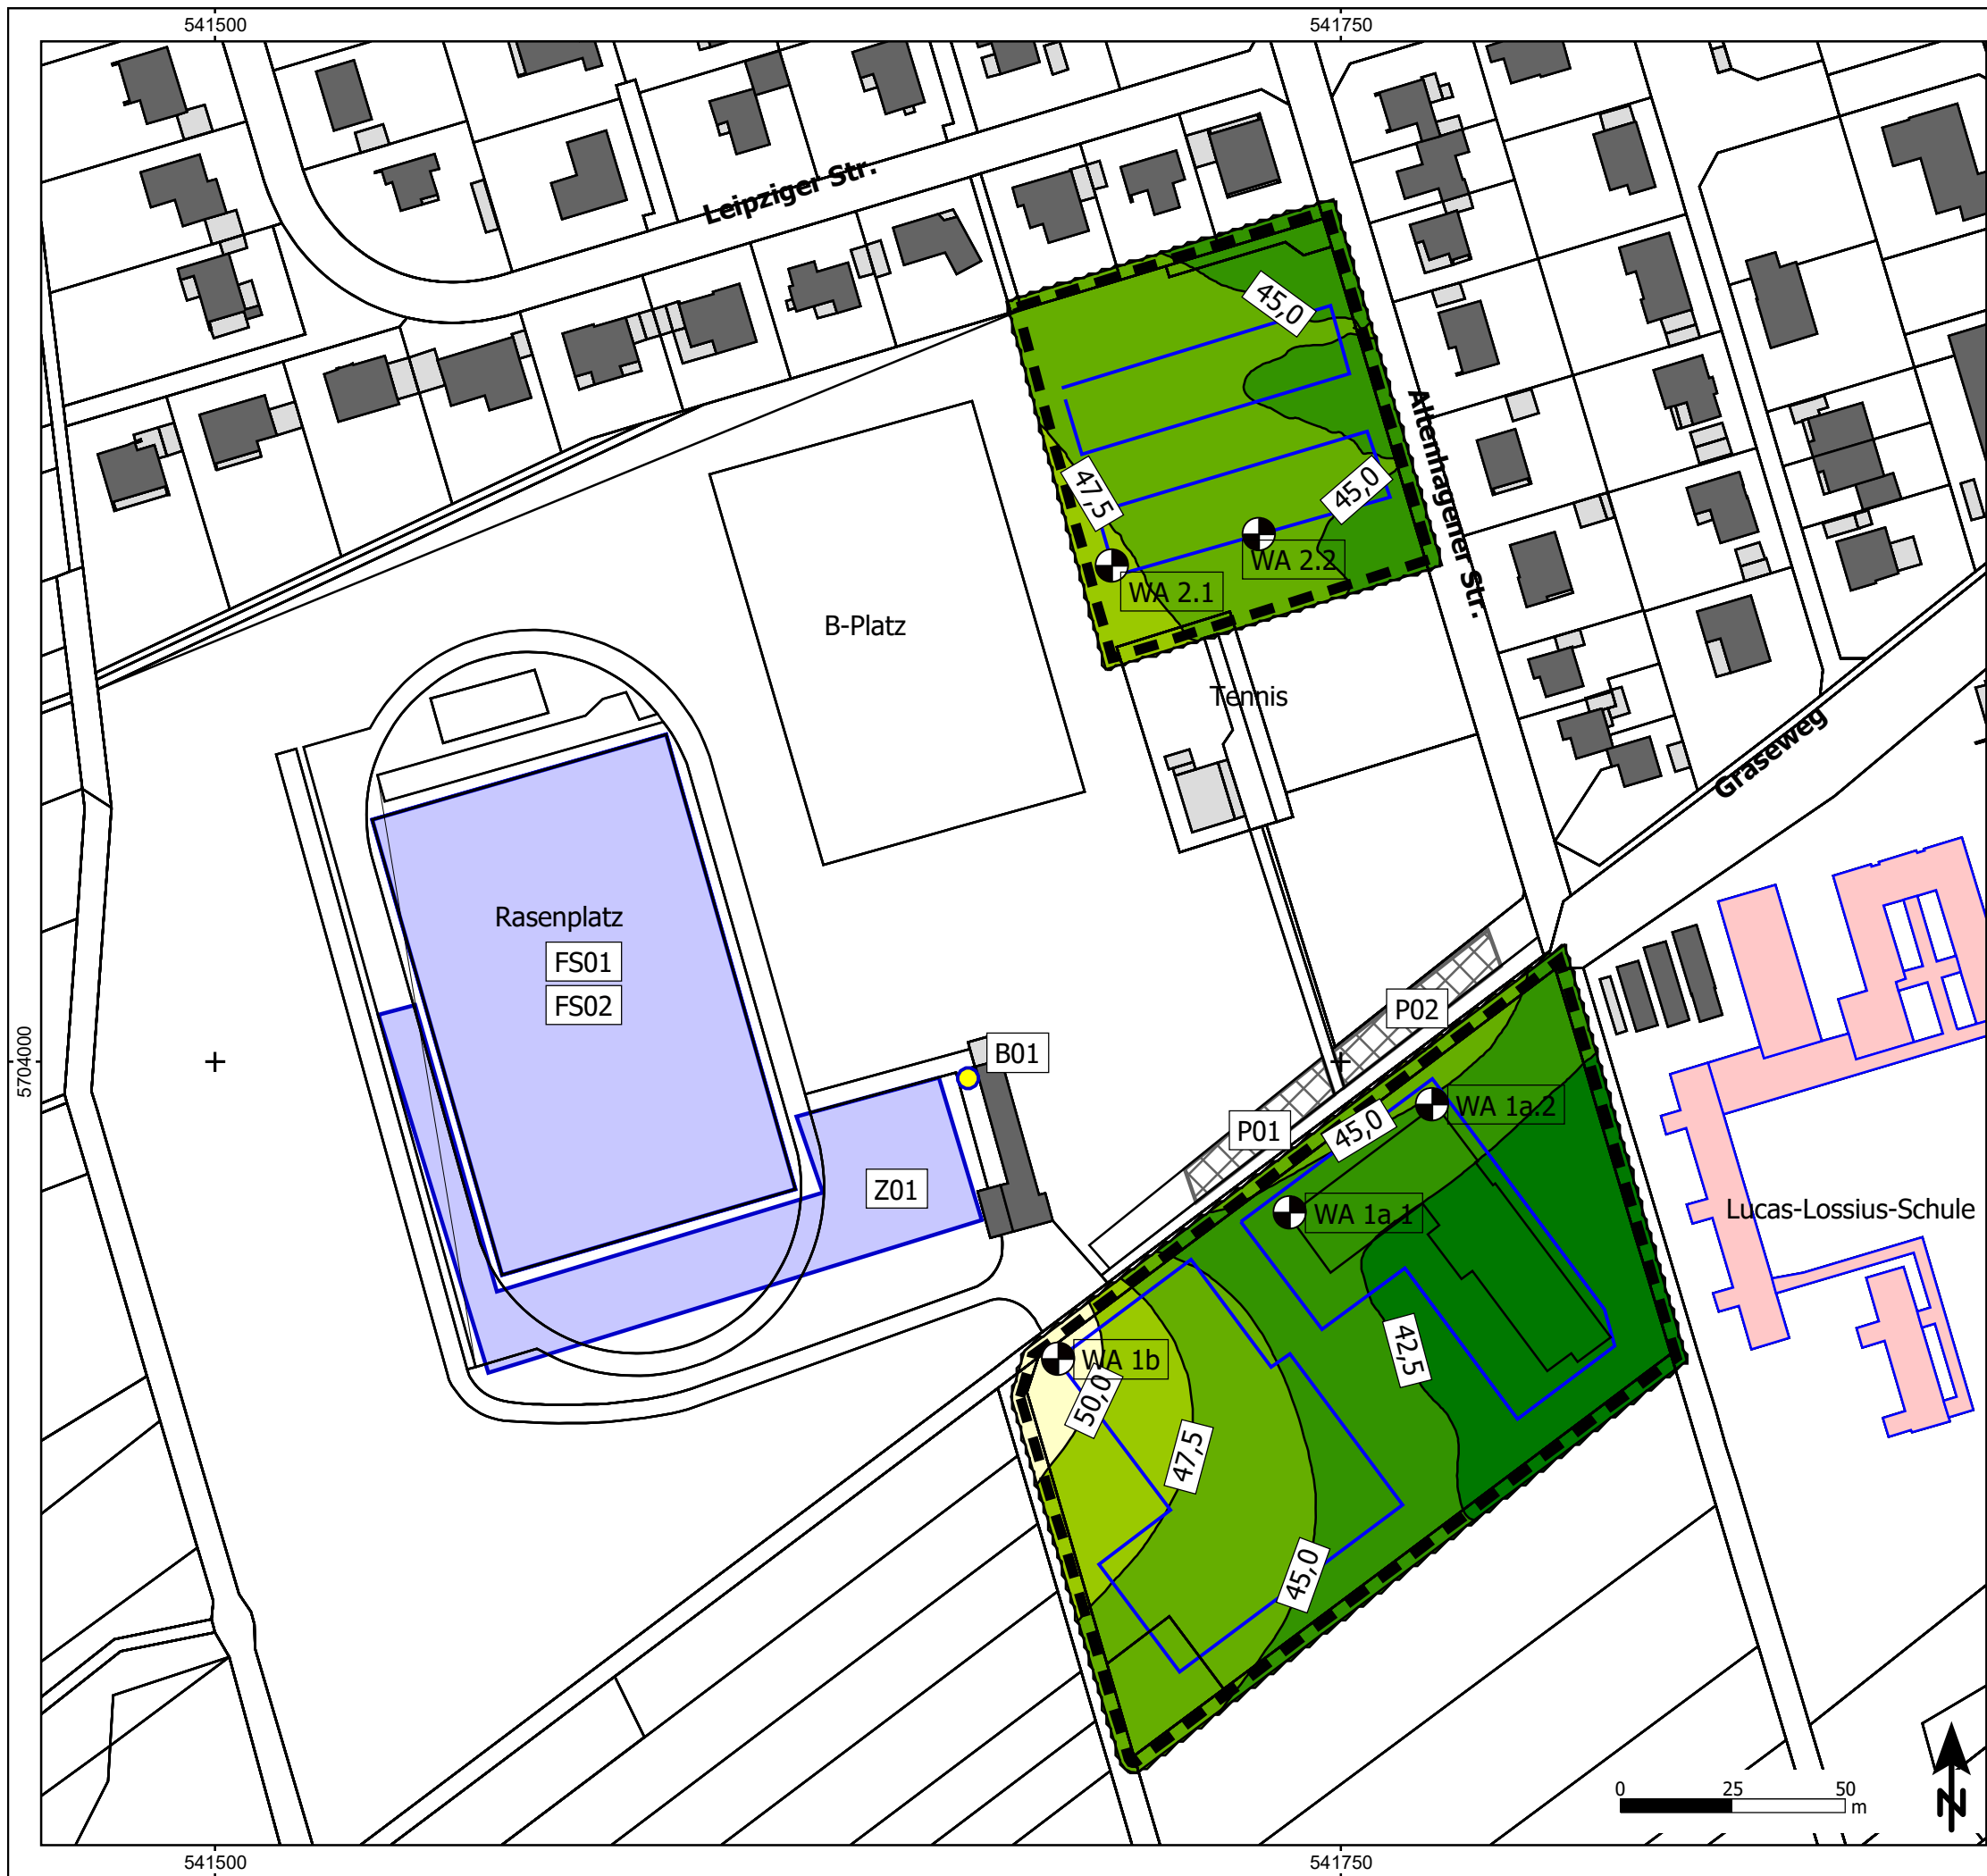 541500
541750
Leipziger Str.
45,0
Altenhagener Str.
47,5
45,0
WA 2.2
WA 2.1
B-Platz
Tennis
Graseweg
Rasenplatz
FS01
FS02
P02
5704000
B01
WA 1a.2
P01
45,0
Z01
Lucas-Lossius-Schule
WA 1a.1
42,5
WA 1b
50,0
47,5
45,0
0 25 50
m
N
541500
541750